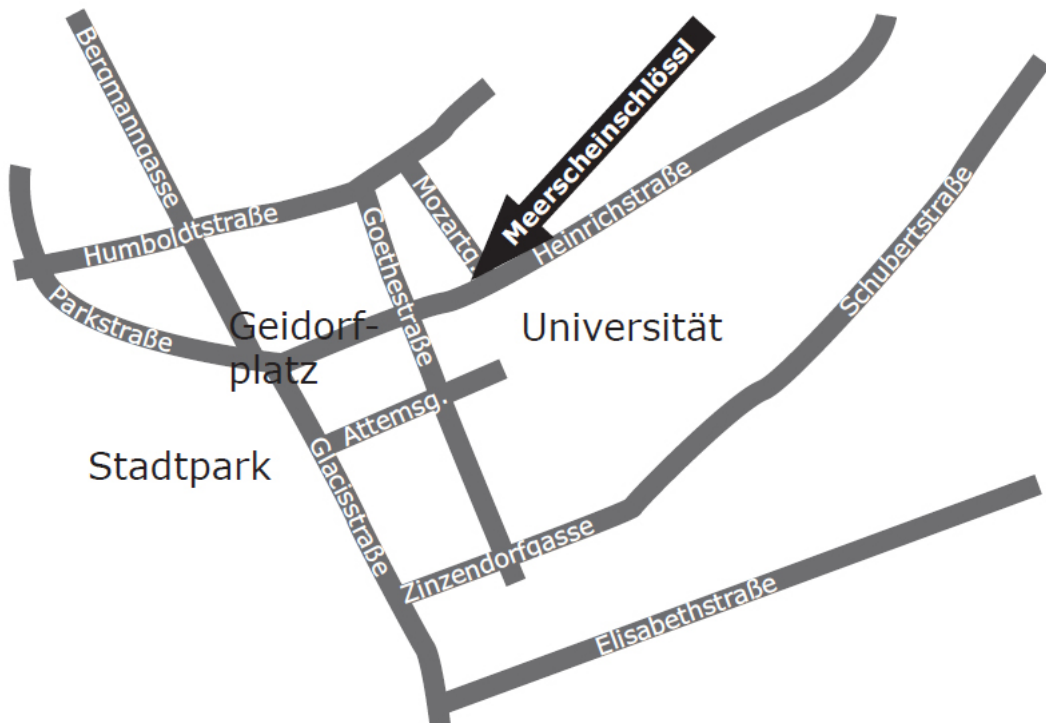 Bergmanngasse
Meerscheinschlössl
Mozartg.
Heinrichstraße
Humboldtstraße
Goethestraße
Schubertstraße
Parkstraße
Geidorf-
platz
Universität
Attemsg.
Stadtpark
Glacisstraße
Zinzendorfgasse
Elisabethstraße